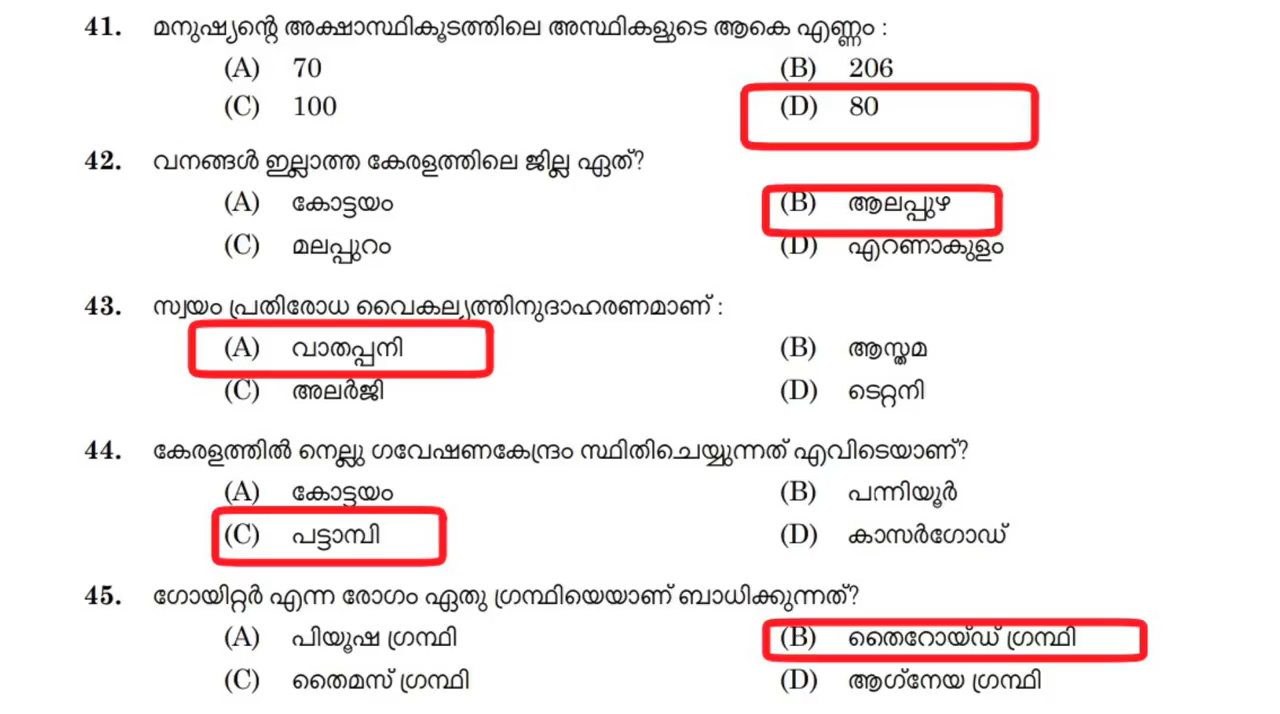 41. മനുഷ്യന്റെ അക്ഷാസ്ഥികൂടത്തിലെ അസ്ഥികളുടെ ആകെ എണ്ണം :
(A) 70 (B) 206
(C) 100 (D) 80
42. വനങ്ങൾ ഇല്ലാത്ത കേരളത്തിലെ ജില്ല ഏത്?
(A) കോട്ടയം (B) ആലപ്പുഴ
(C) മലപ്പുറം (D) എറണാകുളം
43. സ്വയം പ്രതിരോധ വൈകല്യത്തിനുദാഹരണമാണ് :
(A) വാതപ്പനി (B) ആസ്തമ
(C) അലർജി (D) ടെറ്റനി
44. കേരളത്തിൽ നെല്ലു ഗവേഷണകേന്ദ്രം സ്ഥിതിചെയ്യുന്നത് എവിടെയാണ്?
(A) കോട്ടയം (B) പന്നിയൂർ
(C) പട്ടാമ്പി (D) കാസർഗോഡ്
45. ഗോയിറ്റർ എന്ന രോഗം ഏതു ഗ്രന്ഥിയെയാണ് ബാധിക്കുന്നത്?
(A) പിയൂഷ ഗ്രന്ഥി (B) തൈറോയ്ഡ് ഗ്രന്ഥി
(C) തൈമസ് ഗ്രന്ഥി (D) ആഗ്നേയ ഗ്രന്ഥി